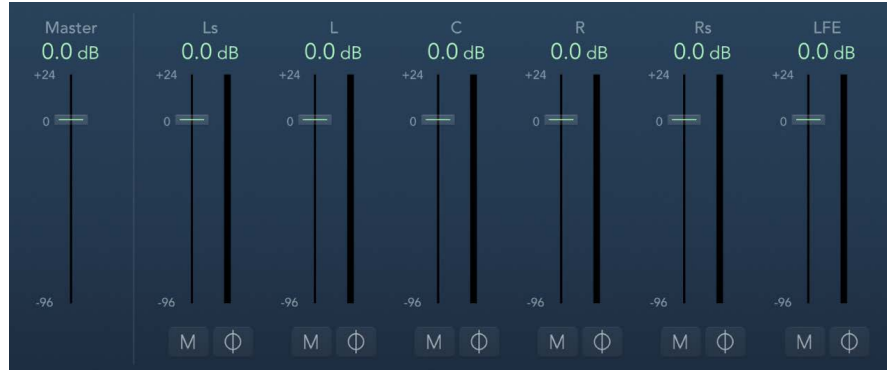 Master Ls L C R Rs LFE
0.0 dB 0.0 dB 0.0 dB 0.0 dB 0.0 dB 0.0 dB 0.0 dB
+24 +24 +24 +24 +24 +24 +24
0 0 0 0 0 0 0
-96 -96 -96 -96 -96 -96 -96
M Φ M Φ M Φ M Φ M Φ M Φ